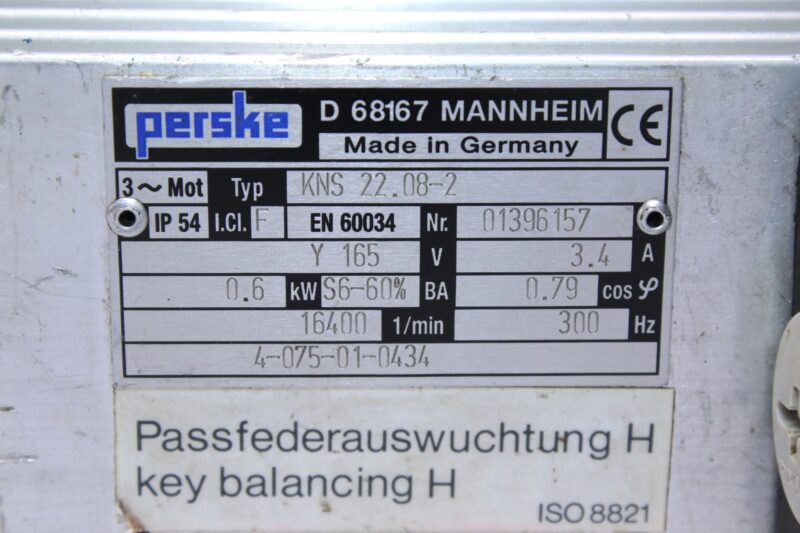 perske D 68167 MANNHEIM CE
Made in Germany
3~ Mot Typ KNS 22.08-2
IP 54 I.Cl. F EN 60034 Nr. 01396157
Y 165 V 3.4 A
0.6 kW S6-60% BA 0.79 cos φ
16400 1/min 300 Hz
4-075-01-0434
Passfederauswuchtung H
key balancing H
ISO 8821